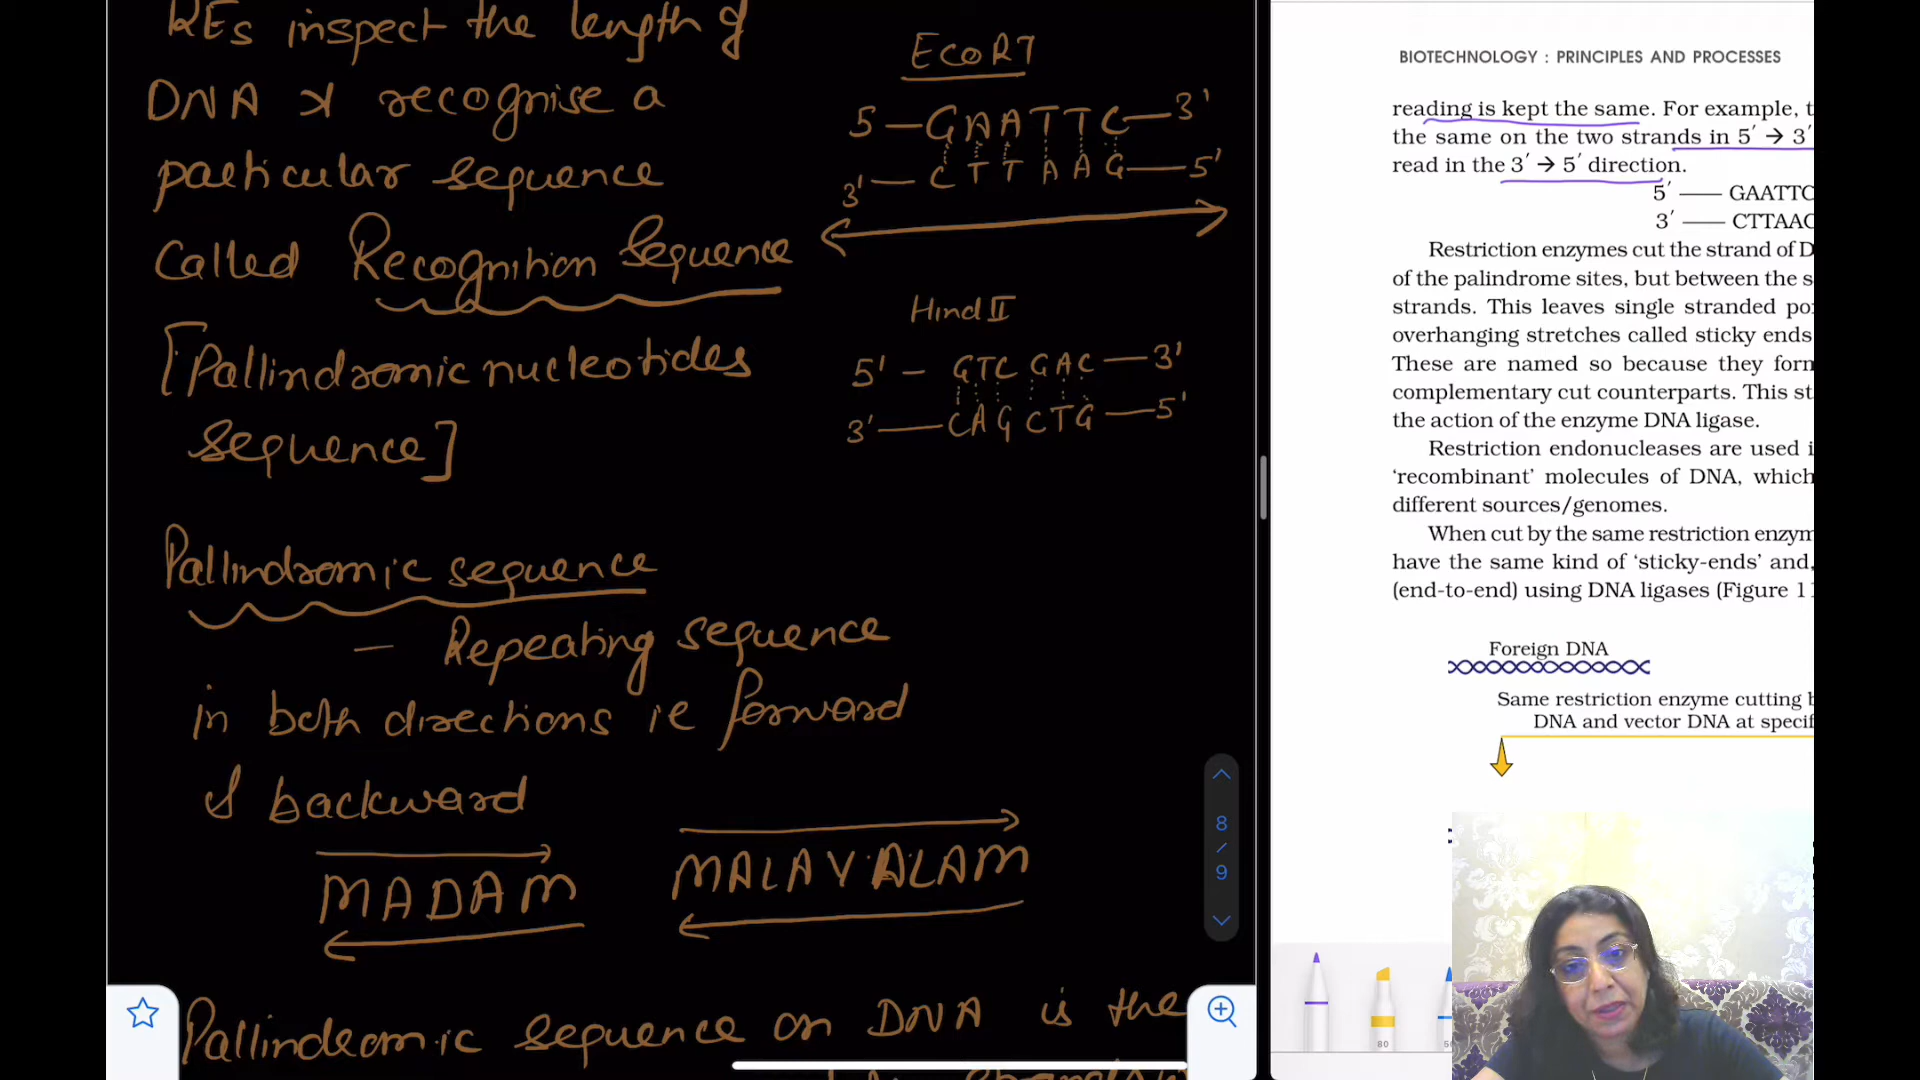 REs inspect the length of
DNA & recognise a
particular sequence
called Recognition Sequence
[Pallindromic nucleotides
sequence]
Pallindromic sequence
— Repeating sequence
in both directions ie forward
& backward
MADAM MALAYALAM
Pallindromic sequence on DNA is the
EcoRI
5 — GAATTC — 3'
3' — CTTAAG — 5'
Hind II
5' — GTC GAC — 3'
3' — CAG CTG — 5'
8
/
9
BIOTECHNOLOGY : PRINCIPLES AND PROCESSES
reading is kept the same. For example, t
the same on the two strands in 5′ → 3′
read in the 3′ → 5′ direction.
5′ —— GAATTC
3′ —— CTTAAG
Restriction enzymes cut the strand of D
of the palindrome sites, but between the s
strands. This leaves single stranded po
overhanging stretches called sticky ends
These are named so because they form
complementary cut counterparts. This st
the action of the enzyme DNA ligase.
Restriction endonucleases are used i
‘recombinant’ molecules of DNA, which
different sources/genomes.
When cut by the same restriction enzym
have the same kind of ‘sticky-ends’ and,
(end-to-end) using DNA ligases (Figure 11
Foreign DNA
Same restriction enzyme cutting b
DNA and vector DNA at specif
80